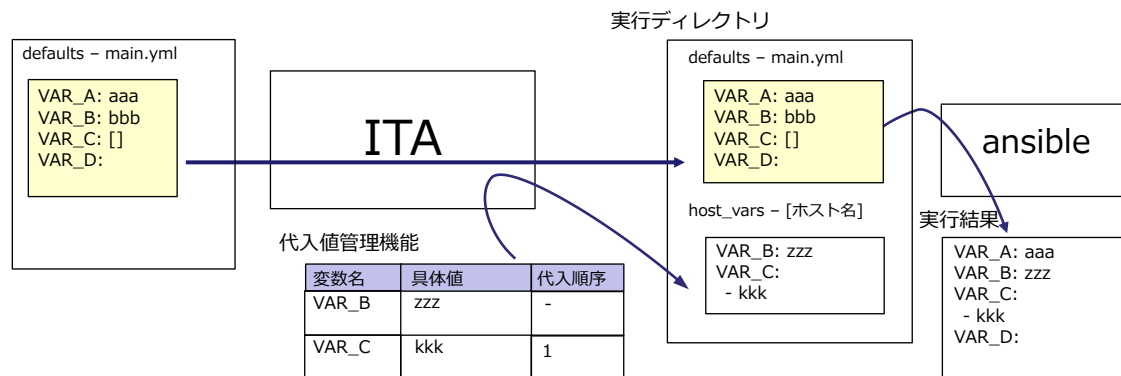 実行ディレクトリ
defaults – main.yml
VAR_A: aaa
VAR_B: bbb
VAR_C: []
VAR_D:
ITA
defaults – main.yml
VAR_A: aaa
VAR_B: bbb
VAR_C: []
VAR_D:
ansible
host_vars – [ホスト名]
VAR_B: zzz
VAR_C:
- kkk
実行結果
VAR_A: aaa
VAR_B: zzz
VAR_C:
- kkk
VAR_D:
代入値管理機能
変数名 具体値 代入順序
VAR_B zzz -
VAR_C kkk 1